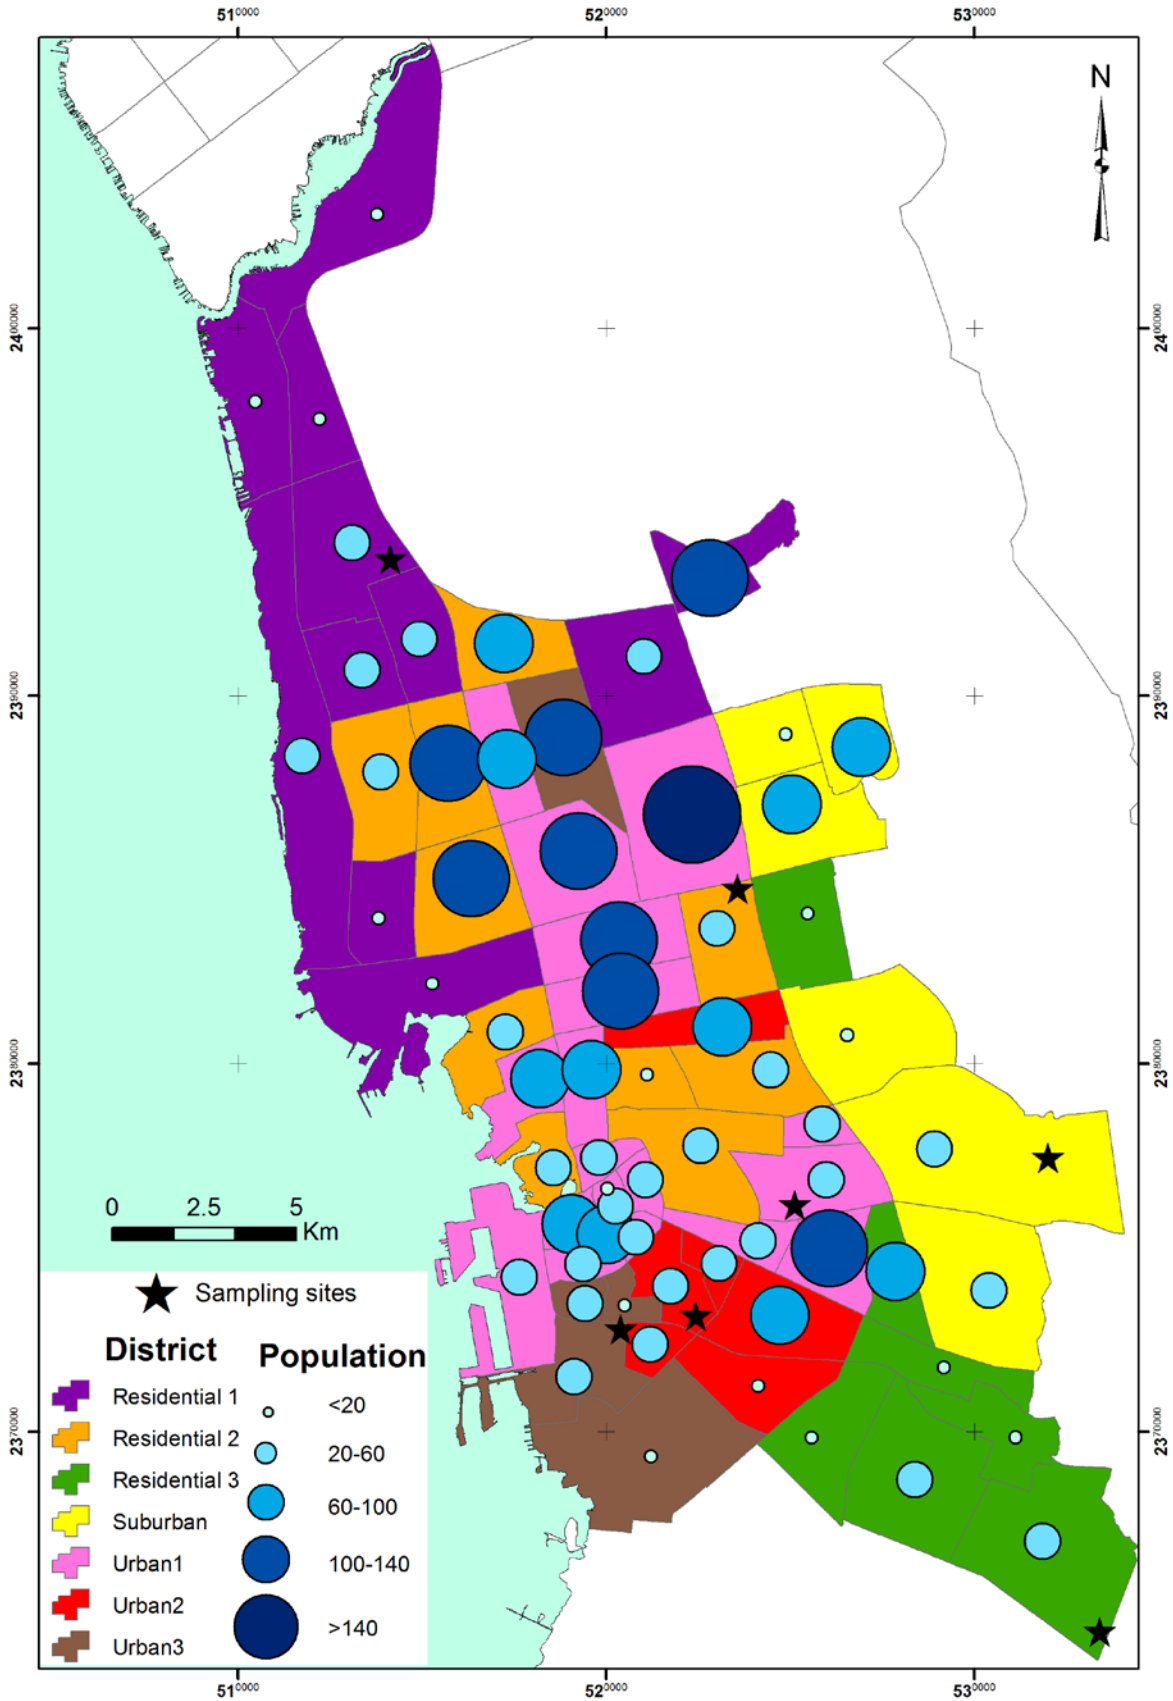 51⁰⁰⁰⁰ 52⁰⁰⁰⁰ 53⁰⁰⁰⁰
N
24⁰⁰⁰⁰⁰ 24⁰⁰⁰⁰⁰
239⁰⁰⁰⁰ 239⁰⁰⁰⁰
238⁰⁰⁰⁰ 238⁰⁰⁰⁰
0 2.5 5
Km
Sampling sites
District Population
Residential 1 <20
Residential 2 20-60
Residential 3 60-100
Suburban
Urban1 100-140
Urban2 >140
Urban3
237⁰⁰⁰⁰ 237⁰⁰⁰⁰
51⁰⁰⁰⁰ 52⁰⁰⁰⁰ 53⁰⁰⁰⁰